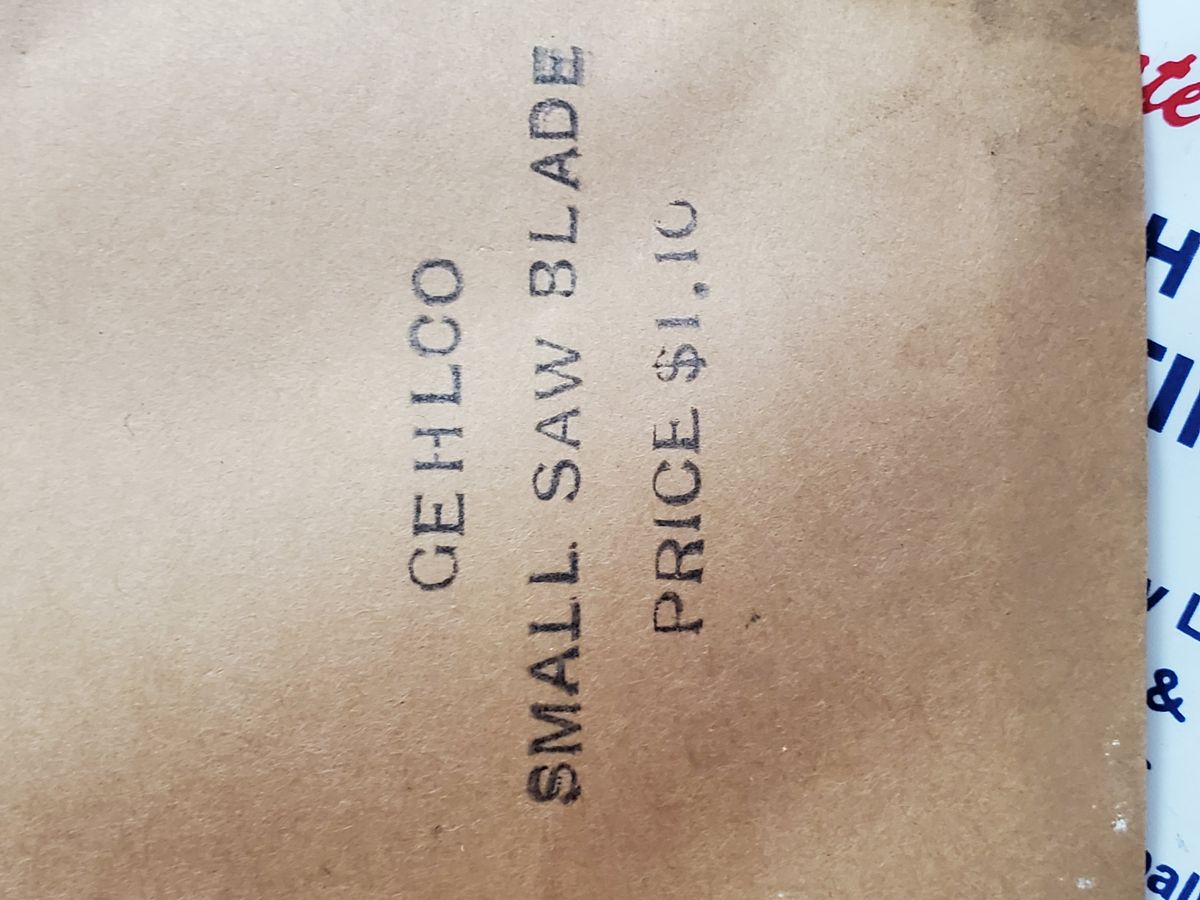 GEHLCO
SMALL SAW BLADE
PRICE $1.10
H
&